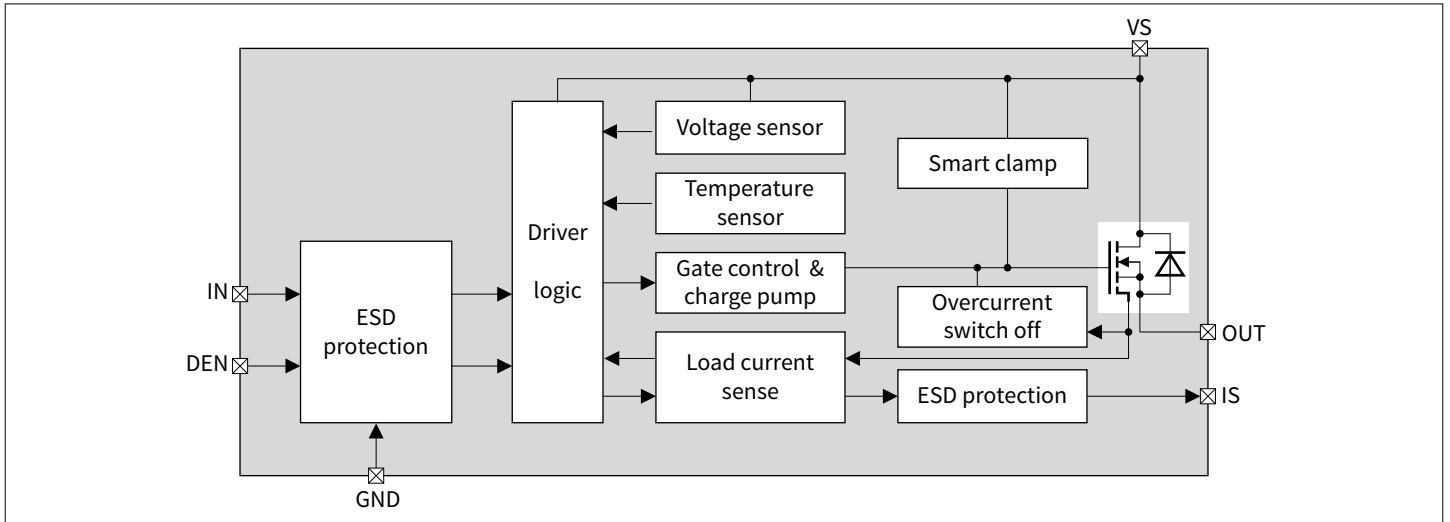 VS
Voltage sensor
Smart clamp
Temperature
sensor
Driver
logic
Gate control & 
charge pump
IN
ESD
protection
Overcurrent
switch off
OUT
DEN
Load current
sense
ESD protection
IS
GND